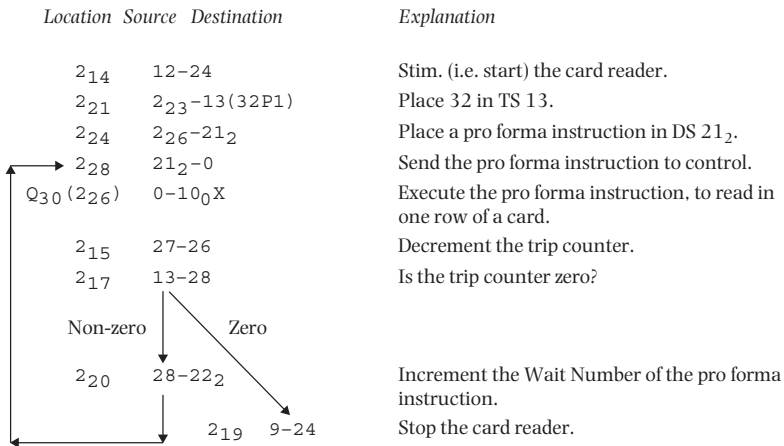 Location Source Destination Explanation
2₁₄ 12–24 Stim. (i.e. start) the card reader.
2₂₁ 2₂₃–13(32P1) Place 32 in TS 13.
2₂₄ 2₂₆–21₂ Place a pro forma instruction in DS 21₂.
2₂₈ 21₂–0 Send the pro forma instruction to control.
Q₃₀(2₂₆) 0–10₀X Execute the pro forma instruction, to read in
one row of a card.
2₁₅ 27–26 Decrement the trip counter.
2₁₇ 13–28 Is the trip counter zero?
Non-zero Zero
2₂₀ 28–22₂ Increment the Wait Number of the pro forma
instruction.
2₁₉ 9–24 Stop the card reader.